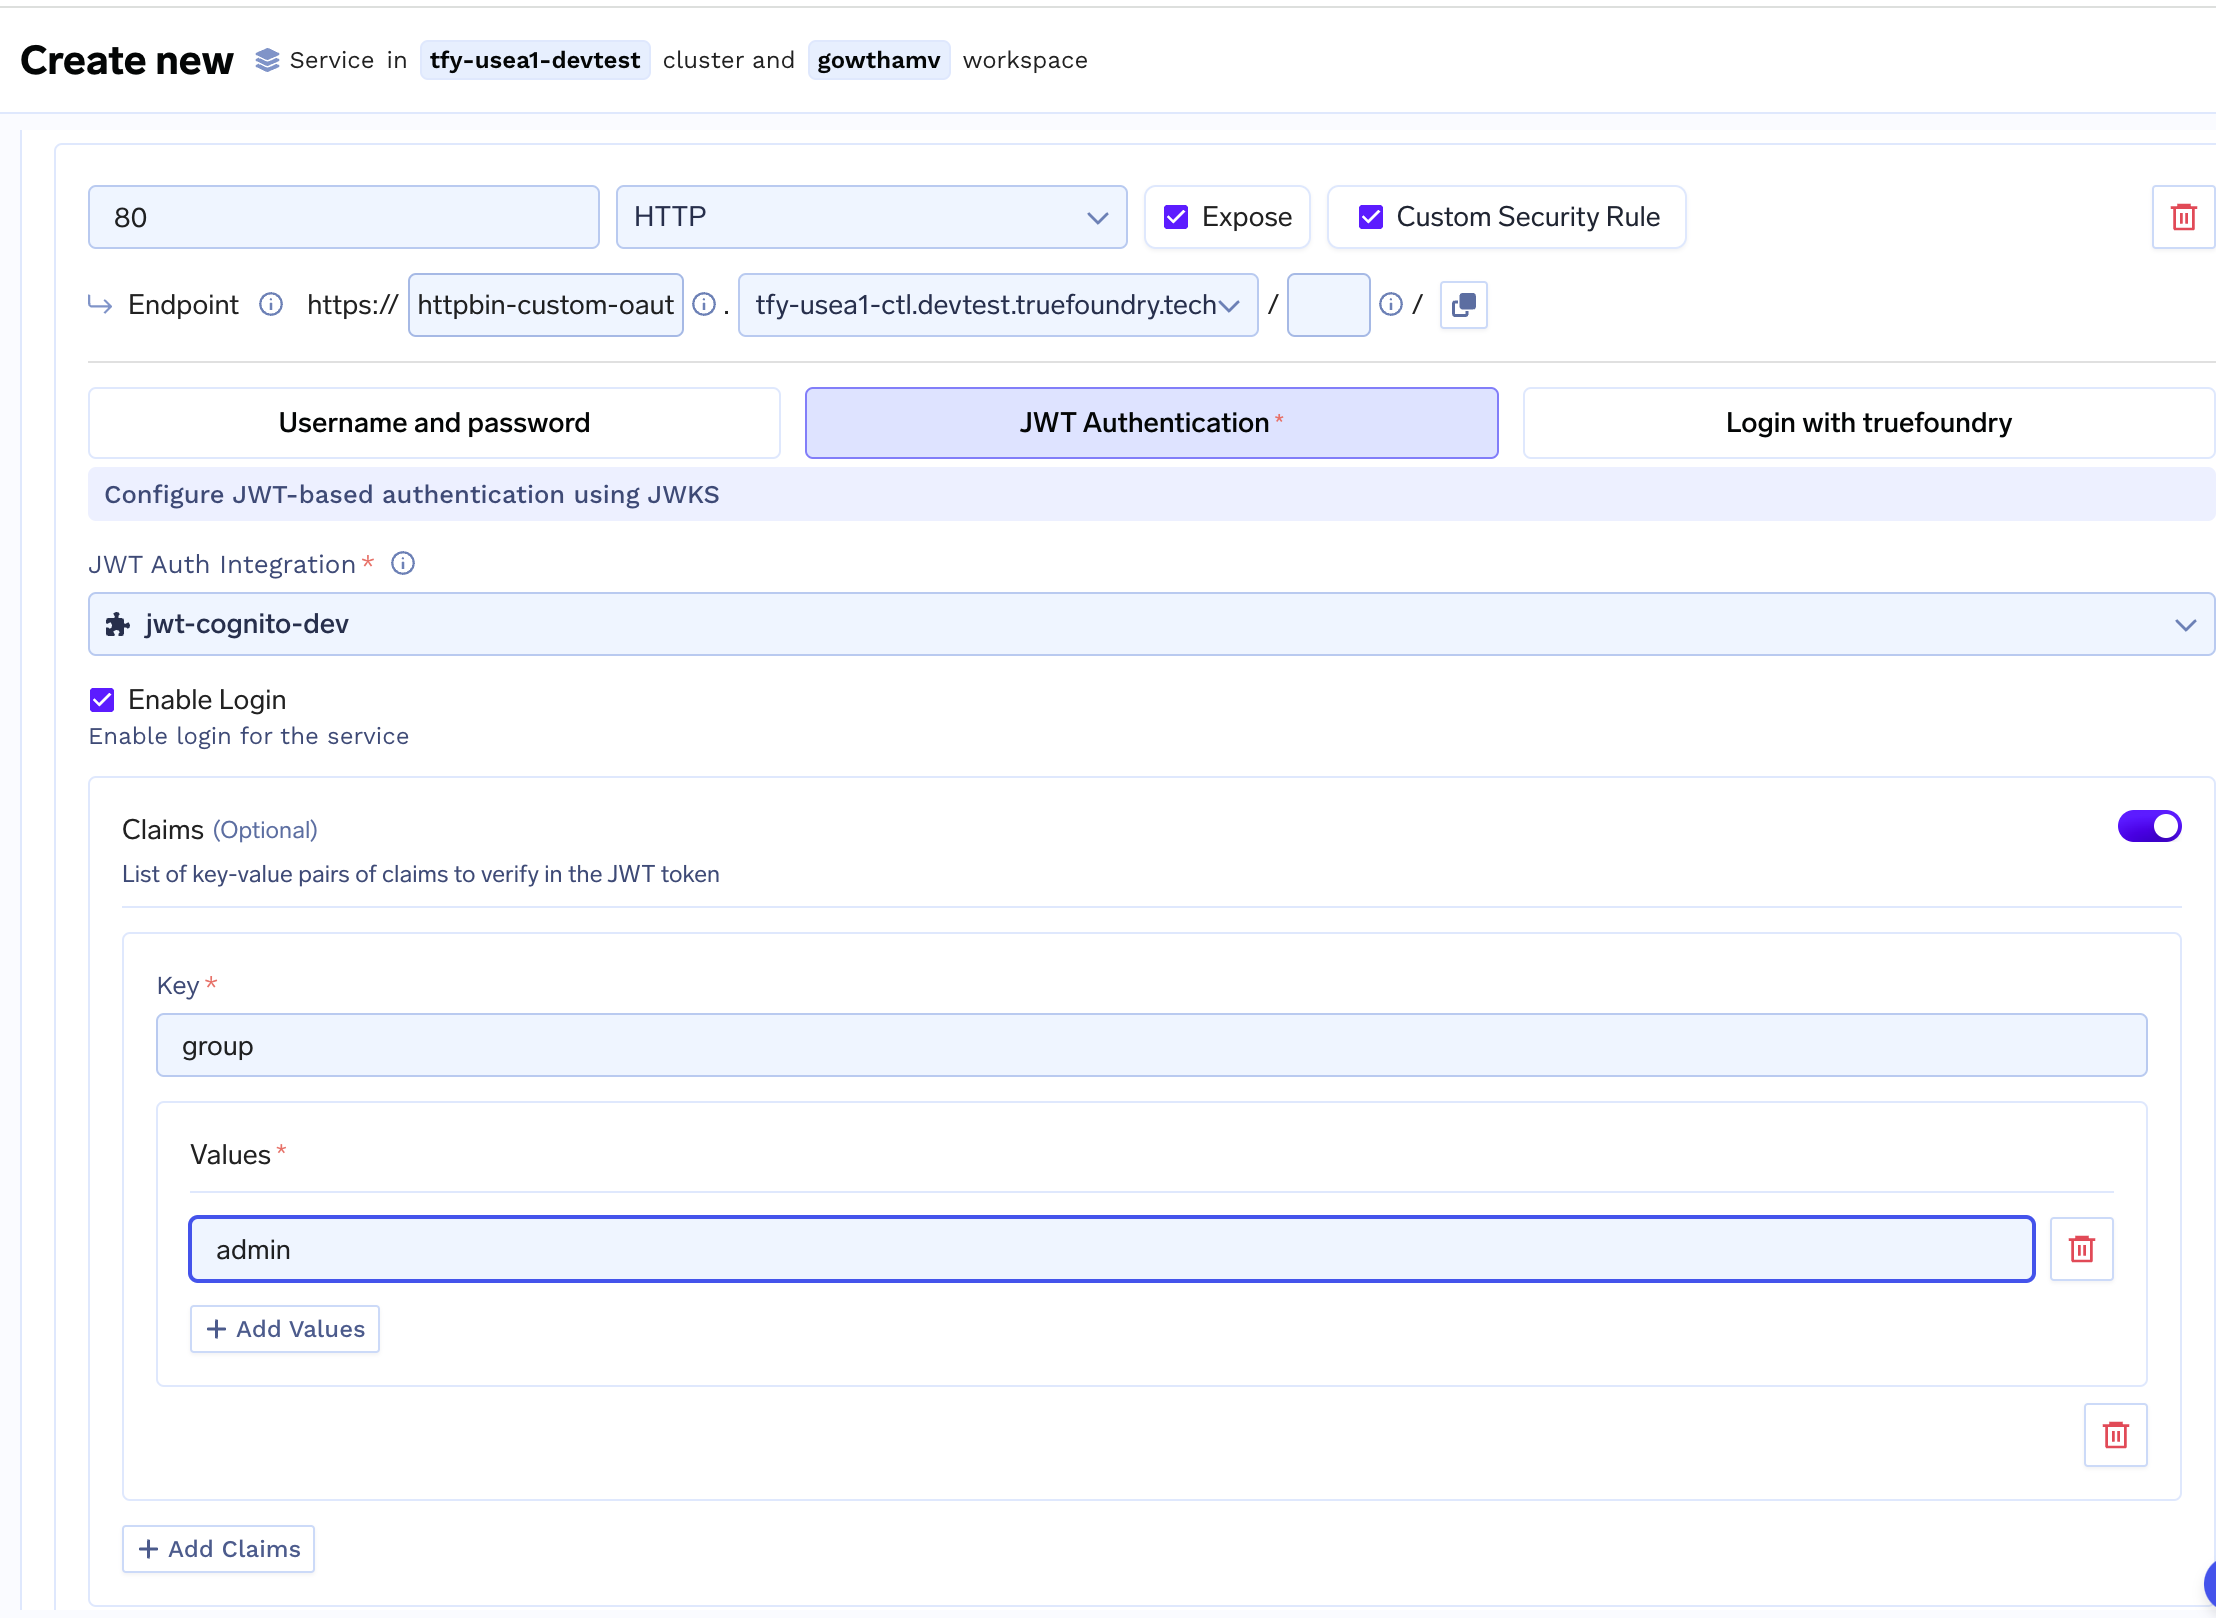 Create new Service in tfy-usea1-devtest cluster and gowthamv workspace
80 HTTP Expose Custom Security Rule
Endpoint https:// httpbin-custom-oaut . tfy-usea1-ctl.devtest.truefoundry.tech / /
Username and password JWT Authentication * Login with truefoundry
Configure JWT-based authentication using JWKS
JWT Auth Integration *
jwt-cognito-dev
Enable Login
Enable login for the service
Claims (Optional)
List of key-value pairs of claims to verify in the JWT token
Key *
group
Values *
admin
+ Add Values
+ Add Claims